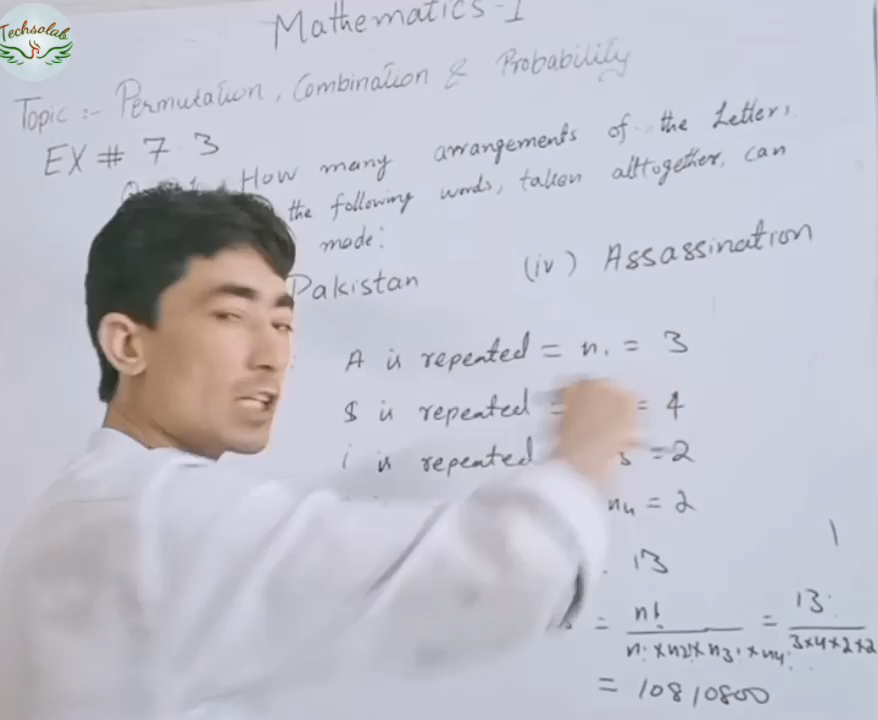 Techsolab
Mathematics-I
Topic:- Permutation, Combination & Probability
EX # 7.3
How many arrangements of the Letters
the following words, taken alltogether, can
made:
Pakistan (iv) Assassination
A is repeated = n1 = 3
S is repeated = = 4
i is repeated = 2
n4 = 2
13
= n! / n1 x n2! x n3! x n4! = 13! / 3x4x2x2
= 10810800